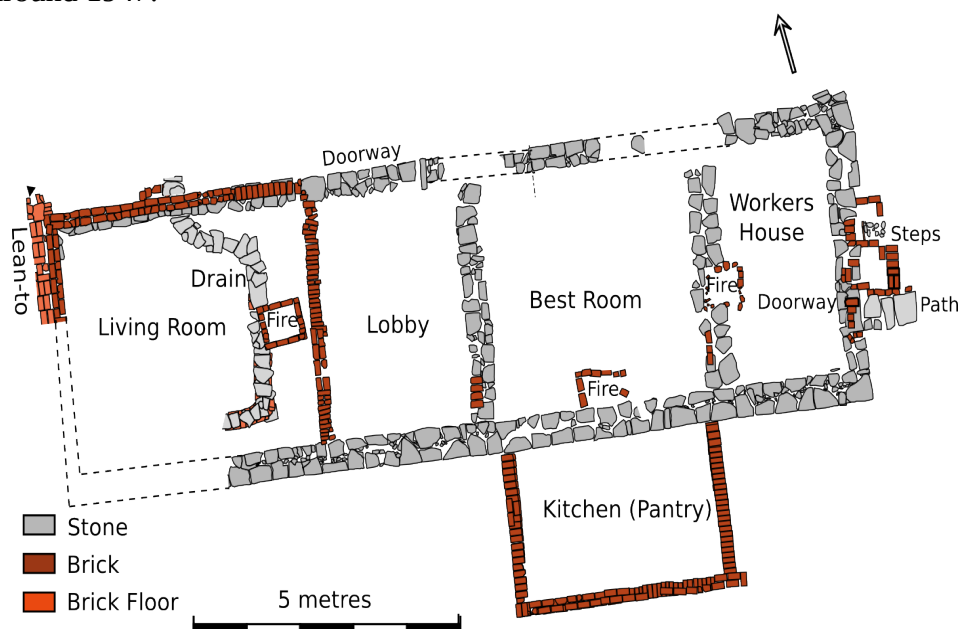 Doorway
Workers
House
Steps
Lean-to
Drain
Fire
Best Room
Fire
Doorway
Path
Living Room
Lobby
Fire
Kitchen (Pantry)
Stone
Brick
Brick Floor
5 metres